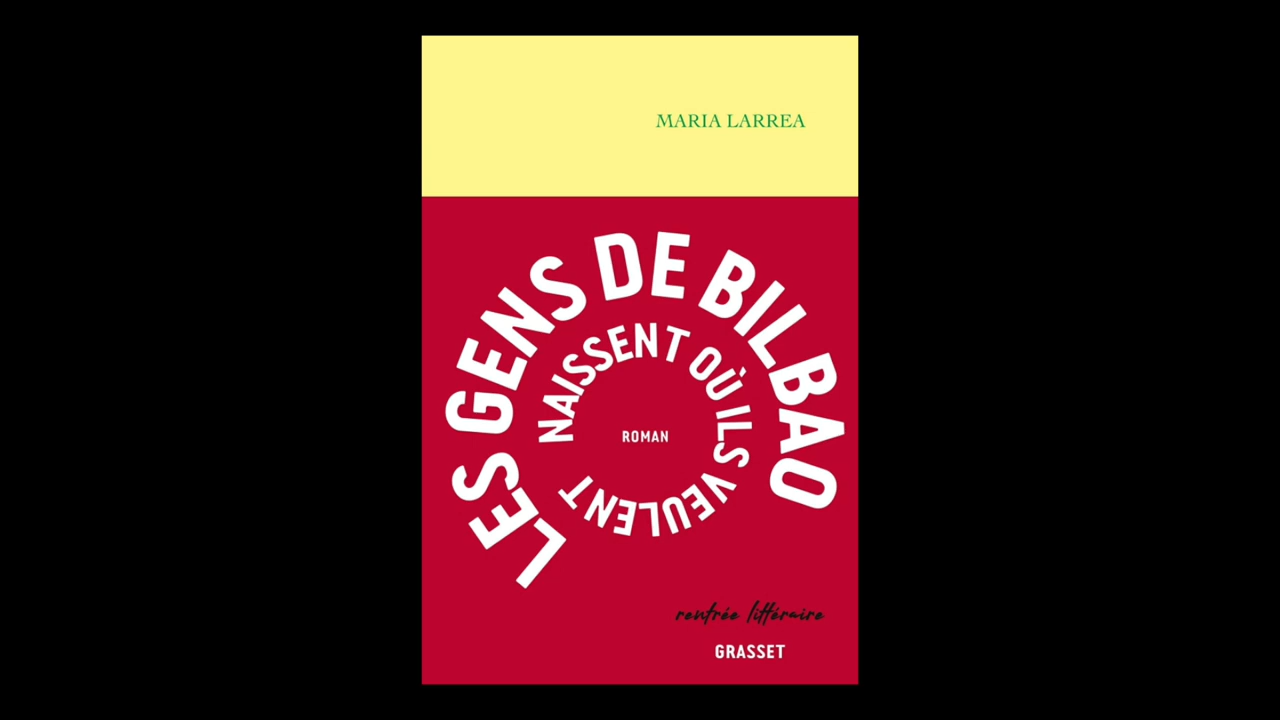 MARIA LARREA
LES GENS DE BILBAO
NAISSENT OÙ ILS VEULENT
ROMAN
rentrée littéraire
GRASSET